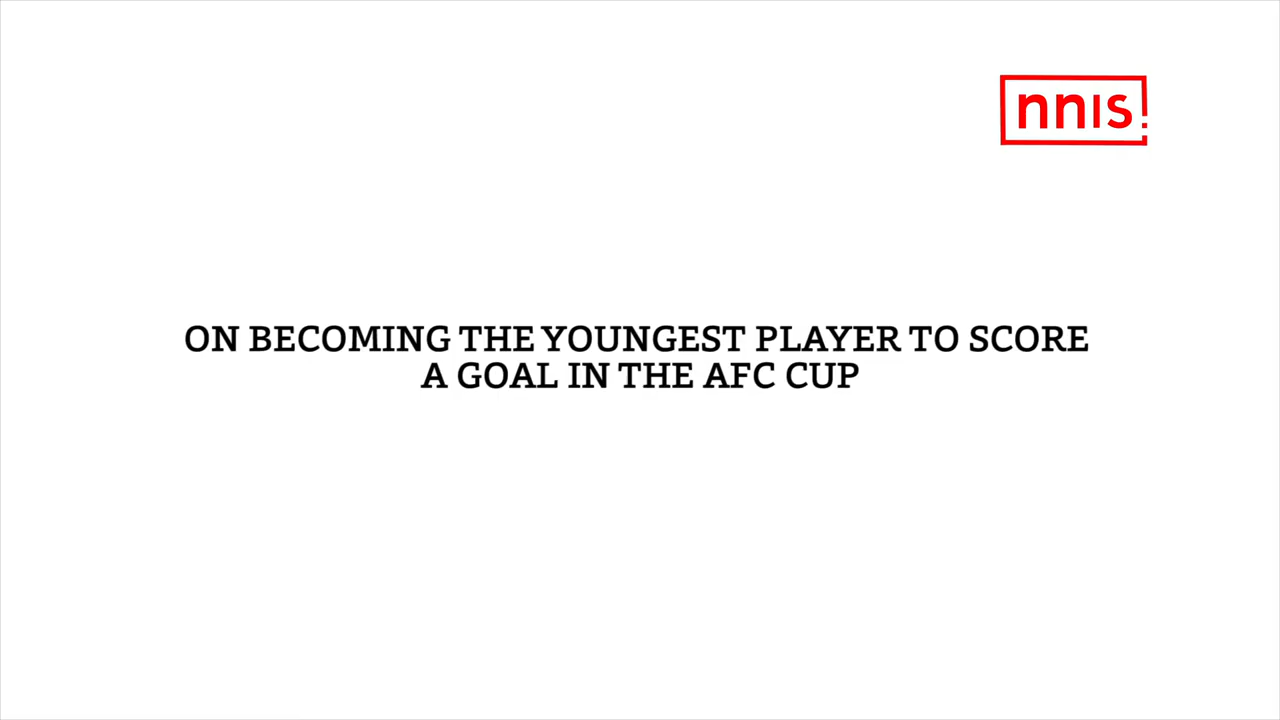 nnis!
ON BECOMING THE YOUNGEST PLAYER TO SCORE
A GOAL IN THE AFC CUP